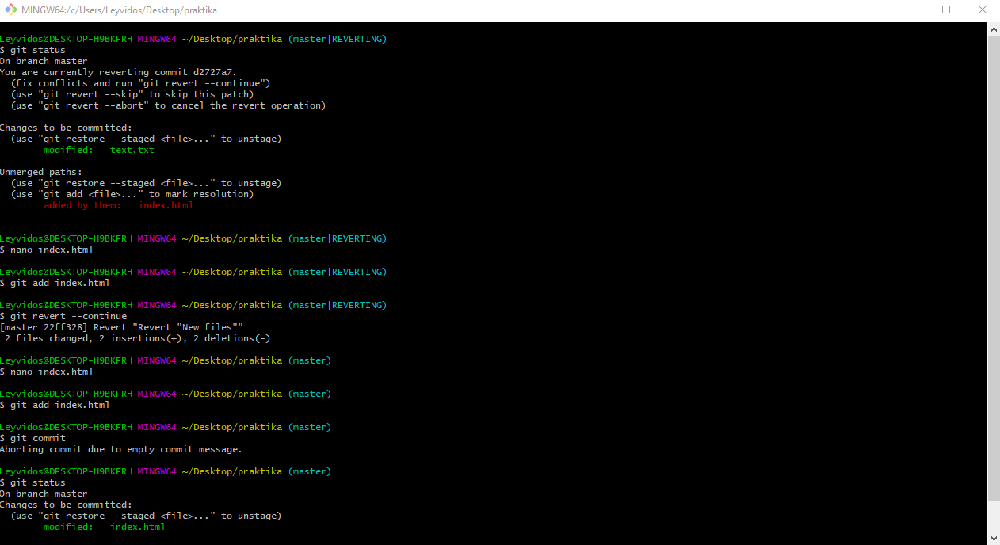 MINGW64:/c/Users/Leyvidos/Desktop/praktika
Leyvidos@DESKTOP-H9BKFRH MINGW64 ~/Desktop/praktika (master|REVERTING)
$ git status
On branch master
You are currently reverting commit d2727a7.
  (fix conflicts and run "git revert --continue")
  (use "git revert --skip" to skip this patch)
  (use "git revert --abort" to cancel the revert operation)
Changes to be committed:
  (use "git restore --staged <file>..." to unstage)
        modified:   text.txt
Unmerged paths:
  (use "git restore --staged <file>..." to unstage)
  (use "git add <file>..." to mark resolution)
        added by them:   index.html
Leyvidos@DESKTOP-H9BKFRH MINGW64 ~/Desktop/praktika (master|REVERTING)
$ nano index.html
Leyvidos@DESKTOP-H9BKFRH MINGW64 ~/Desktop/praktika (master|REVERTING)
$ git add index.html
Leyvidos@DESKTOP-H9BKFRH MINGW64 ~/Desktop/praktika (master|REVERTING)
$ git revert --continue
[master 22ff328] Revert "Revert "New files""
 2 files changed, 2 insertions(+), 2 deletions(-)
Leyvidos@DESKTOP-H9BKFRH MINGW64 ~/Desktop/praktika (master)
$ nano index.html
Leyvidos@DESKTOP-H9BKFRH MINGW64 ~/Desktop/praktika (master)
$ git add index.html
Leyvidos@DESKTOP-H9BKFRH MINGW64 ~/Desktop/praktika (master)
$ git commit
Aborting commit due to empty commit message.
Leyvidos@DESKTOP-H9BKFRH MINGW64 ~/Desktop/praktika (master)
$ git status
On branch master
Changes to be committed:
  (use "git restore --staged <file>..." to unstage)
        modified:   index.html